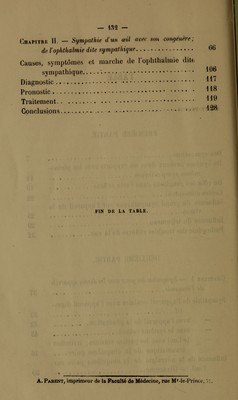 — 132 —
CHAPITRE II. — Sympathie d'un œil avec son congénère;
de l'ophthalmie dite sympathique.............. 66
Causes, symptômes et marche de l'ophthalmie dite
sympathique............................ 106
Diagnostic.................................. 117
Pronostic................................... 118
Traitement.................................. 119
Conclusions................................. 128
FIN DE LA TABLE.
A. PARENT, imprimeur de la Faculté de Médecine, rue Mr-le-Prince,